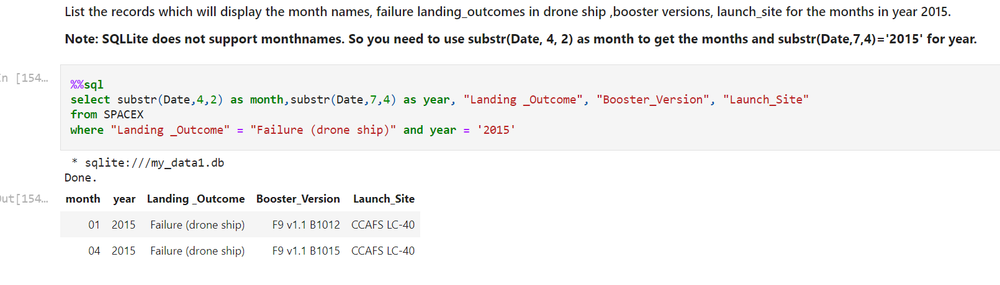 List the records which will display the month names, failure landing_outcomes in drone ship ,booster versions, launch_site for the months in year 2015.
Note: SQLLite does not support monthnames. So you need to use substr(Date, 4, 2) as month to get the months and substr(Date,7,4)='2015' for year.
n [154…
%%sql
select substr(Date,4,2) as month,substr(Date,7,4) as year, "Landing _Outcome", "Booster_Version", "Launch_Site"
from SPACEX
where "Landing _Outcome" = "Failure (drone ship)" and year = '2015'
* sqlite:///my_data1.db
Done.
ut[154…
month year Landing _Outcome Booster_Version Launch_Site
01 2015 Failure (drone ship) F9 v1.1 B1012 CCAFS LC-40
04 2015 Failure (drone ship) F9 v1.1 B1015 CCAFS LC-40